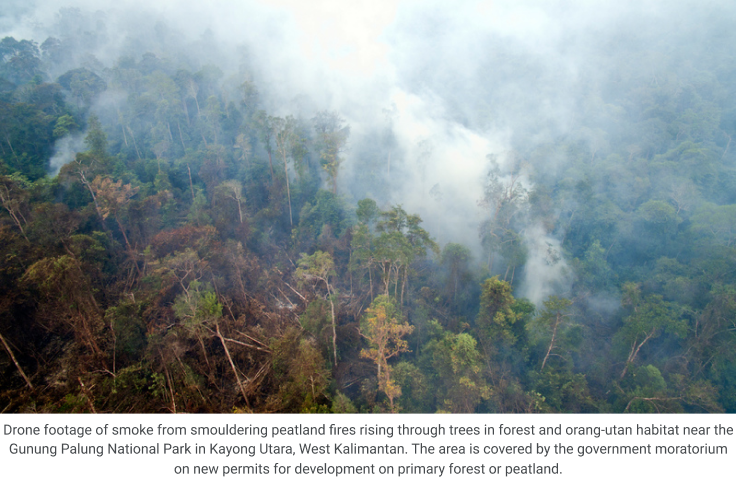 Drone footage of smoke from smouldering peatland fires rising through trees in forest and orang-utan habitat near the
Gunung Palung National Park in Kayong Utara, West Kalimantan. The area is covered by the government moratorium
on new permits for development on primary forest or peatland.